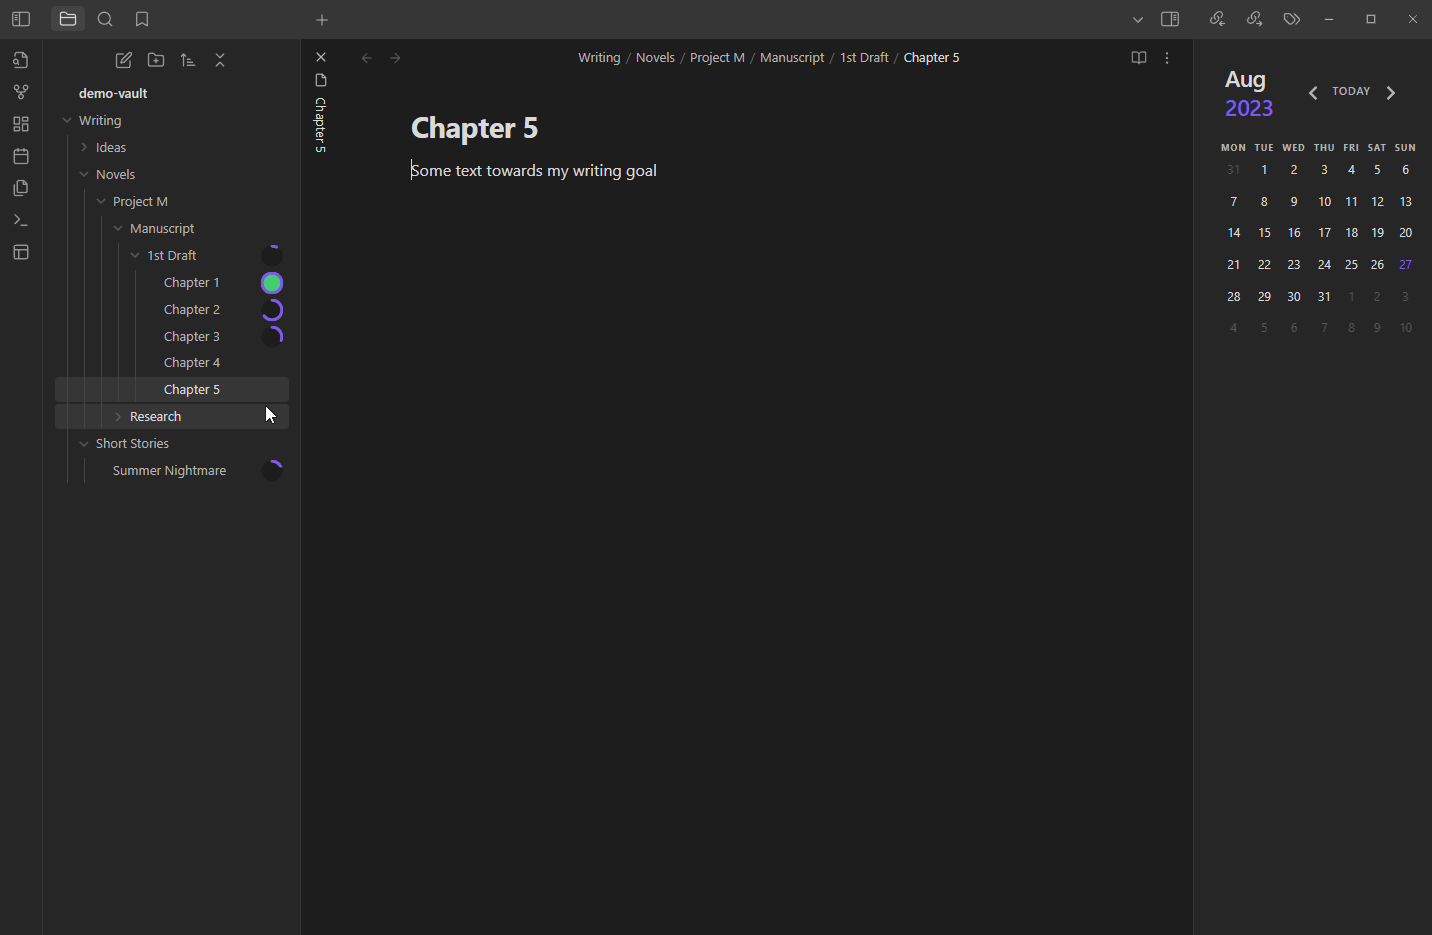 demo-vault
Writing
Ideas
Novels
Project M
Manuscript
1st Draft
Chapter 1
Chapter 2
Chapter 3
Chapter 4
Chapter 5
Research
Short Stories
Summer Nightmare
Chapter 5
Writing / Novels / Project M / Manuscript / 1st Draft / Chapter 5
Chapter 5
Some text towards my writing goal
Aug
2023
TODAY
MON TUE WED THU FRI SAT SUN
31 1 2 3 4 5 6
7 8 9 10 11 12 13
14 15 16 17 18 19 20
21 22 23 24 25 26 27
28 29 30 31 1 2 3
4 5 6 7 8 9 10